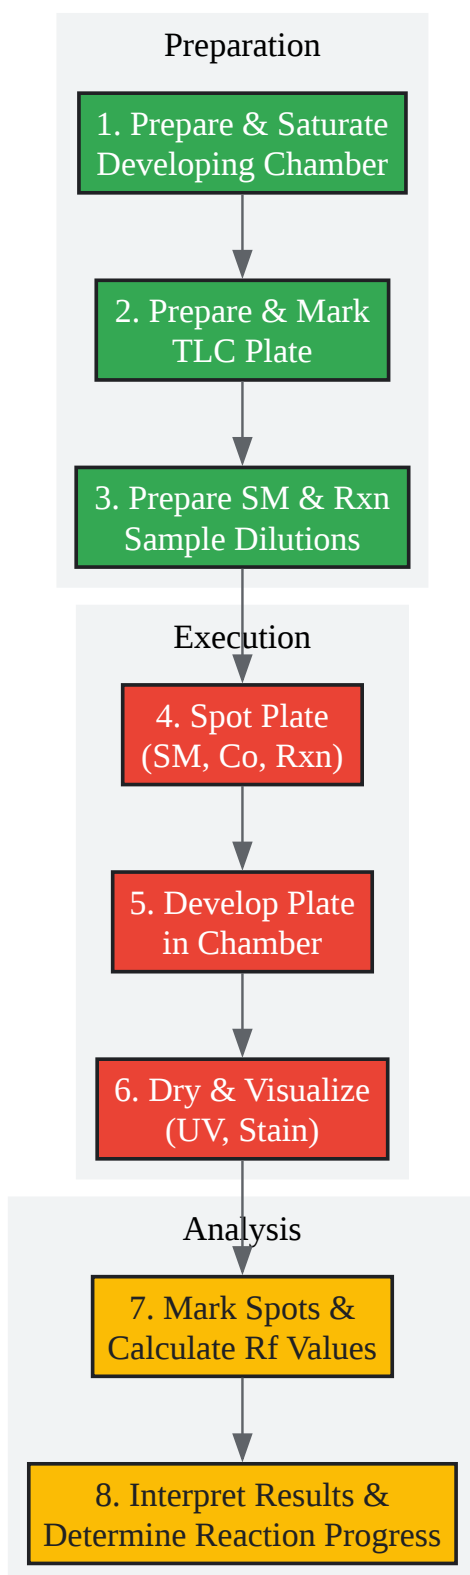 Preparation
1. Prepare & Saturate
Developing Chamber
2. Prepare & Mark
TLC Plate
3. Prepare SM & Rxn
Sample Dilutions
Execution
4. Spot Plate
(SM, Co, Rxn)
5. Develop Plate
in Chamber
6. Dry & Visualize
(UV, Stain)
Analysis
7. Mark Spots &
Calculate Rf Values
8. Interpret Results &
Determine Reaction Progress